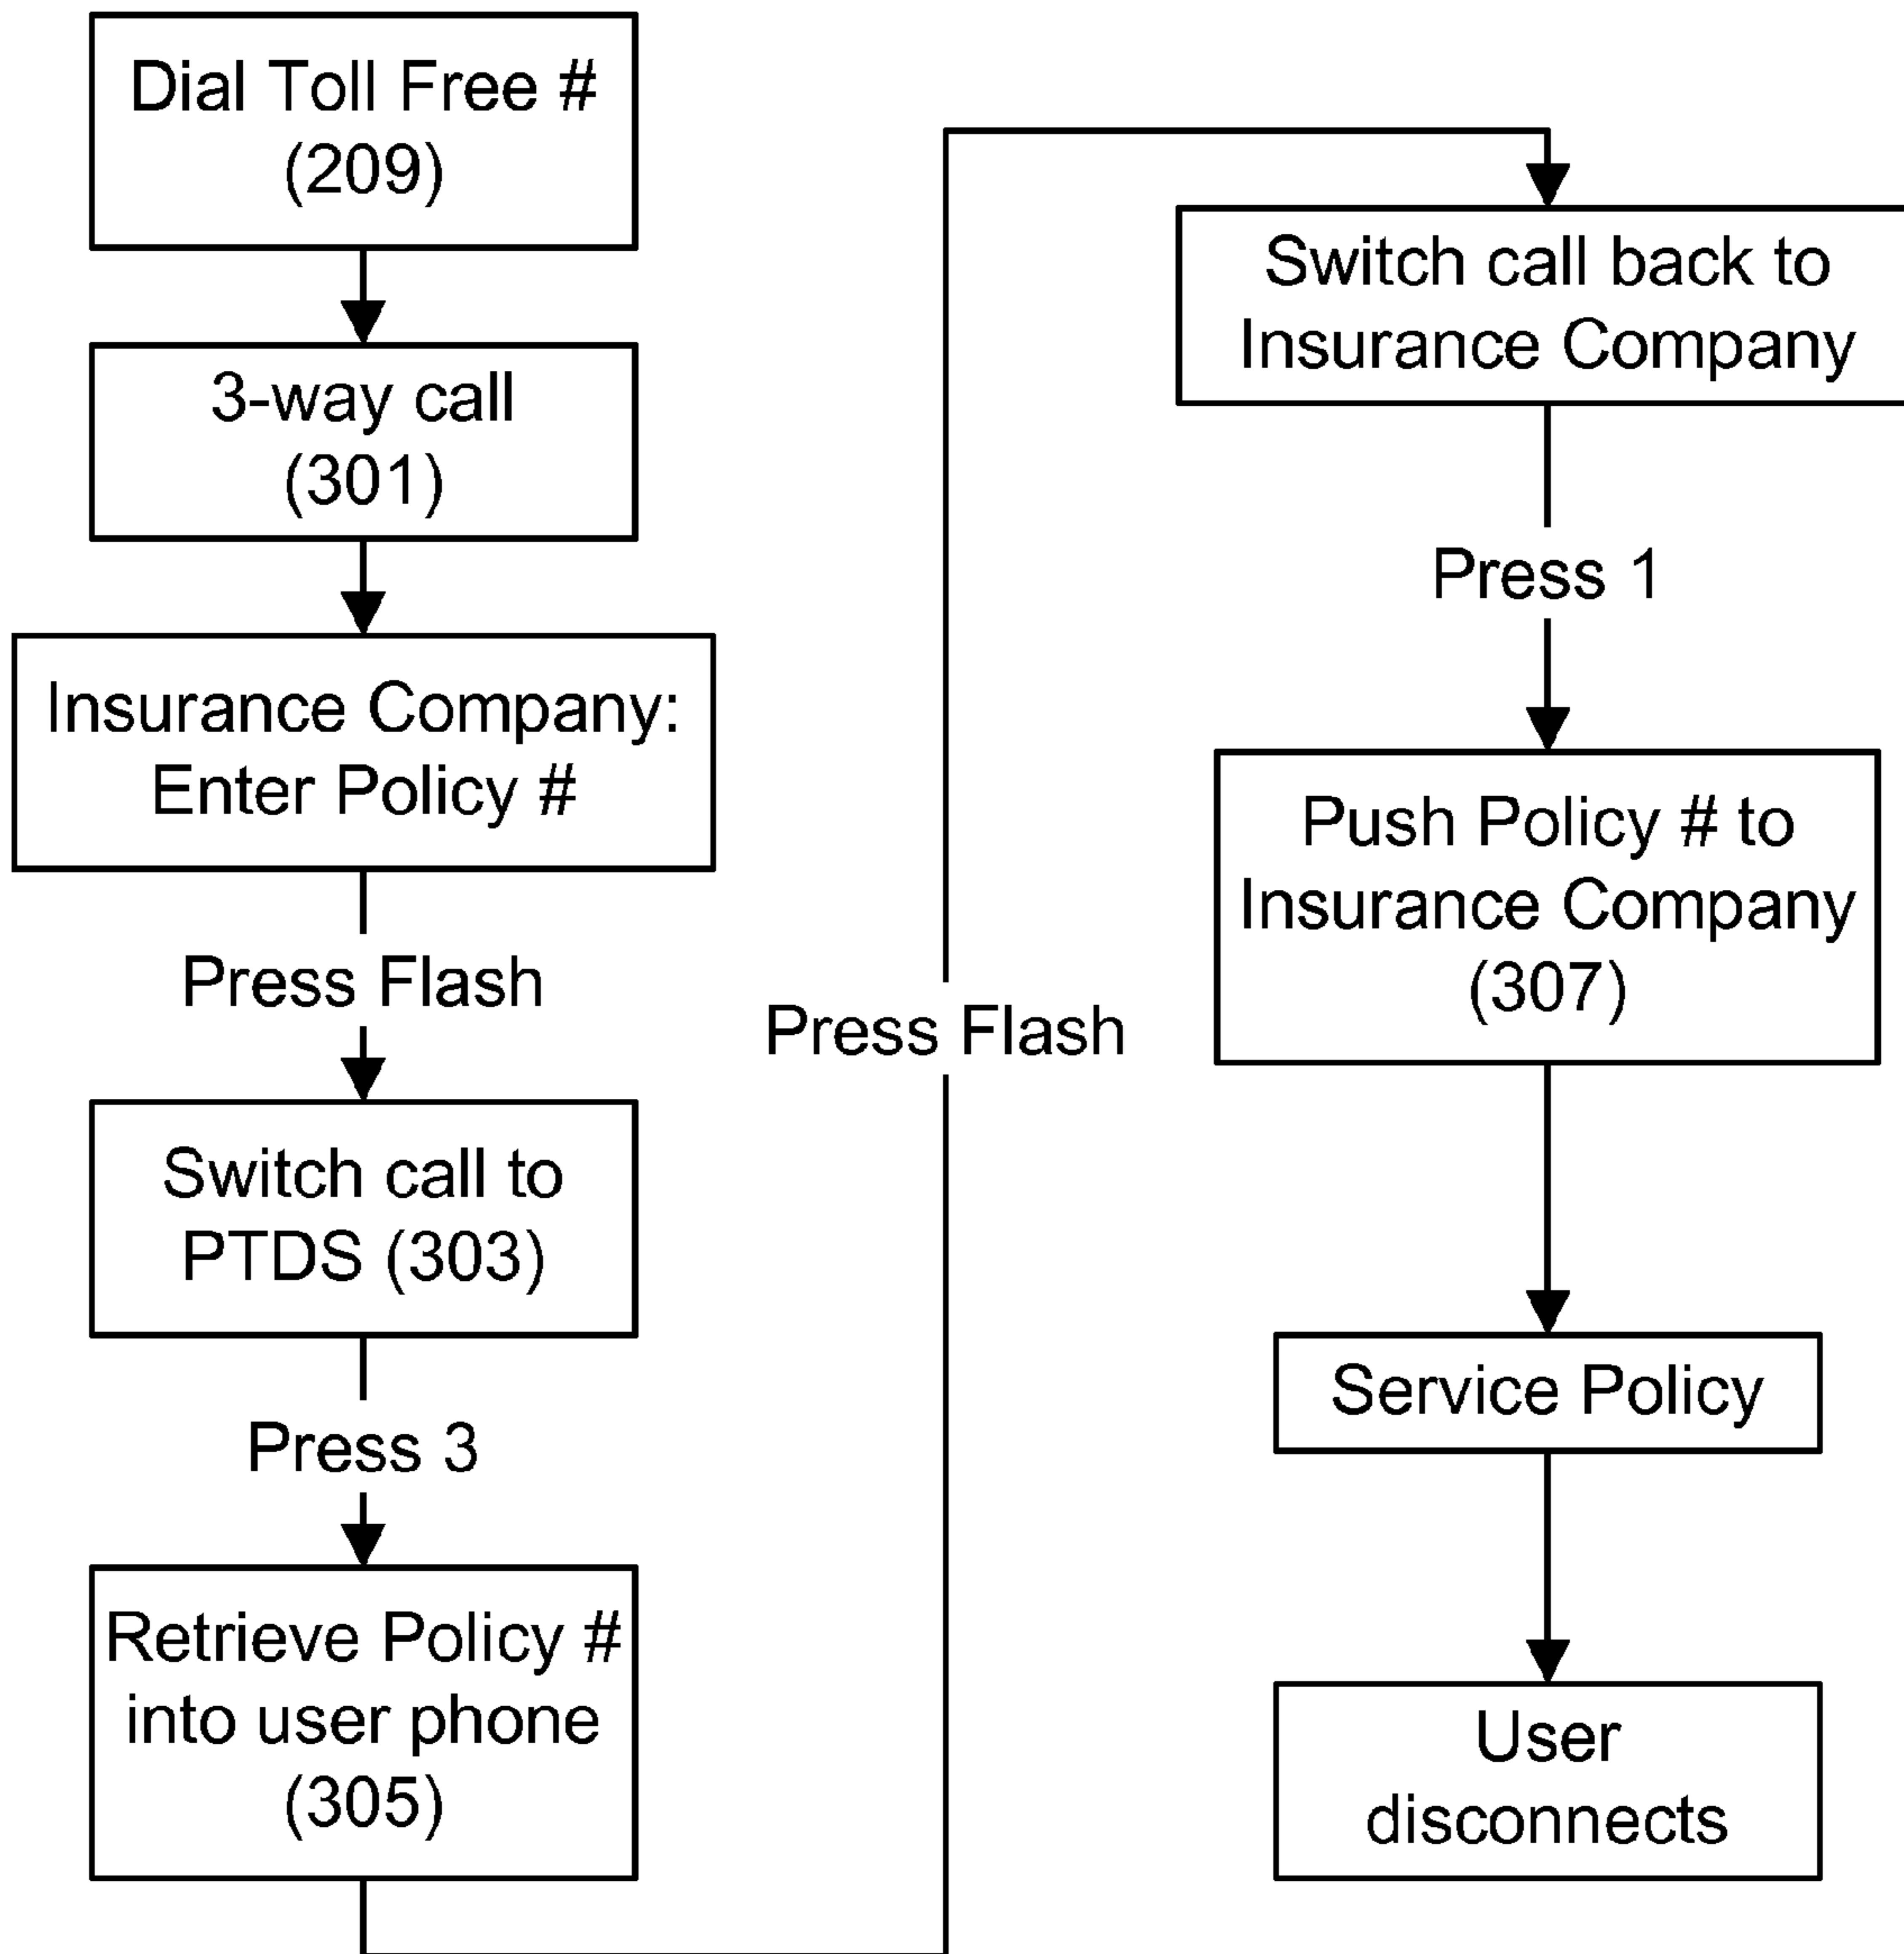 Dial Toll Free #
(209)
3-way call
(301)
Insurance Company:
Enter Policy #
Press Flash
Switch call to
PTDS (303)
Press 3
Retrieve Policy #
into user phone
(305)
Press Flash
Switch call back to
Insurance Company
Press 1
Push Policy # to
Insurance Company
(307)
Service Policy
User
disconnects